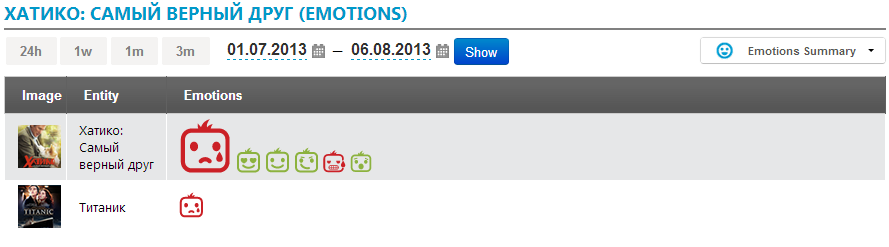 ХАТИКО: САМЫЙ ВЕРНЫЙ ДРУГ (EMOTIONS)
24h 1w 1m 3m 01.07.2013 – 06.08.2013 Show Emotions Summary
Image Entity Emotions
Хатико:
Самый
верный друг
ХАТИКО
TITANIC
Титаник